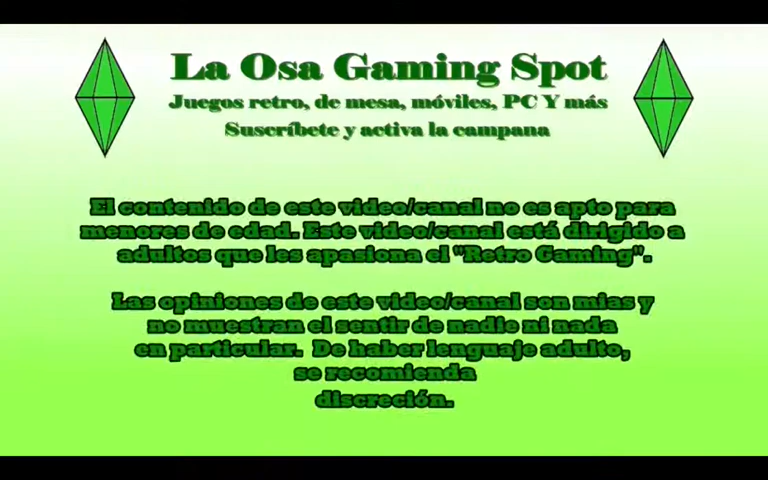 La Osa Gaming Spot
Juegos retro, de mesa, móviles, PC Y más
Suscríbete y activa la campana
El contenido de este video/canal no es apto para
menores de edad. Este video/canal está dirigido a
adultos que les apasiona el "Retro Gaming".
Las opiniones de este video/canal son mias y
no muestran el sentir de nadie ni nada
en particular. De haber lenguaje adulto,
se recomienda
discreción.